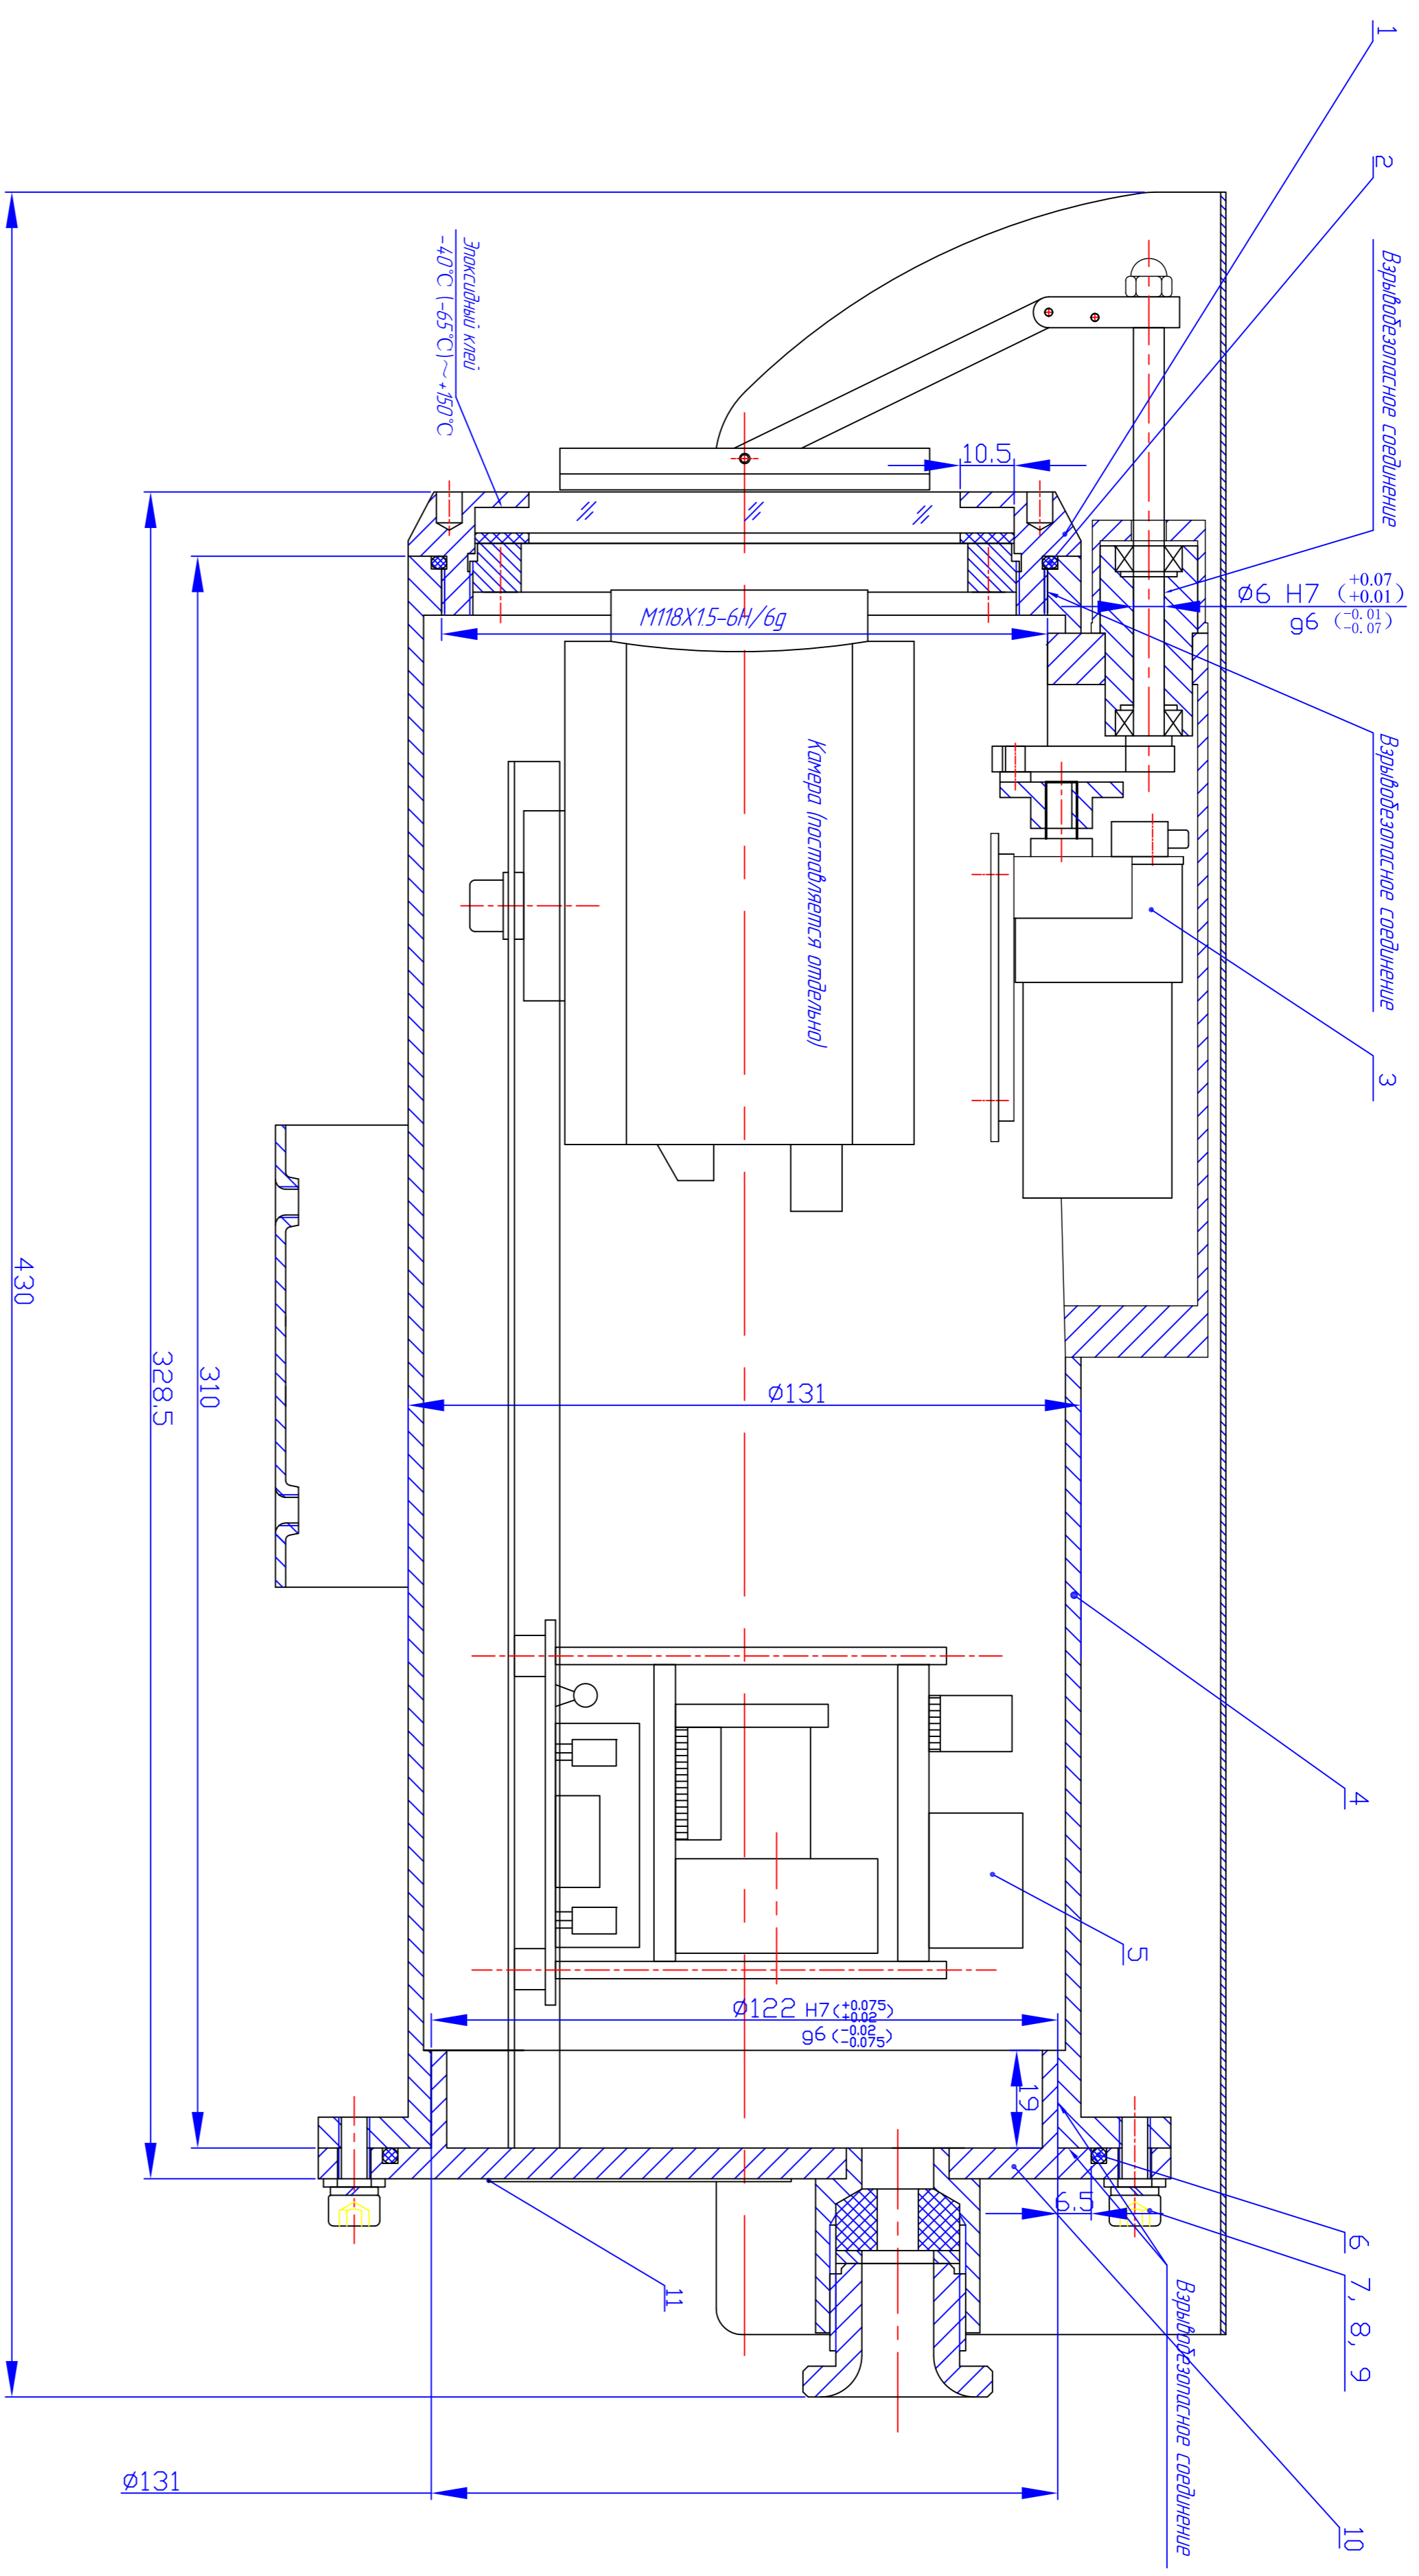 1
2
Взрывобезопасное соединение
Взрывобезопасное соединение
3
4
5
6
7, 8, 9
10
11
Взрывобезопасное соединение
Эпоксидный клей
-40°C (-65°C)~+150°C
10.5
M118X1.5-6H/6g
Ø6 H7 (+0.07 +0.01)
g6 (-0.01 -0.07)
Камера (поставляется отдельно)
Ø131
Ø122 H7(+0.075 +0.02)
g6 (-0.02 -0.075)
19
6.5
310
328.5
430
Ø131